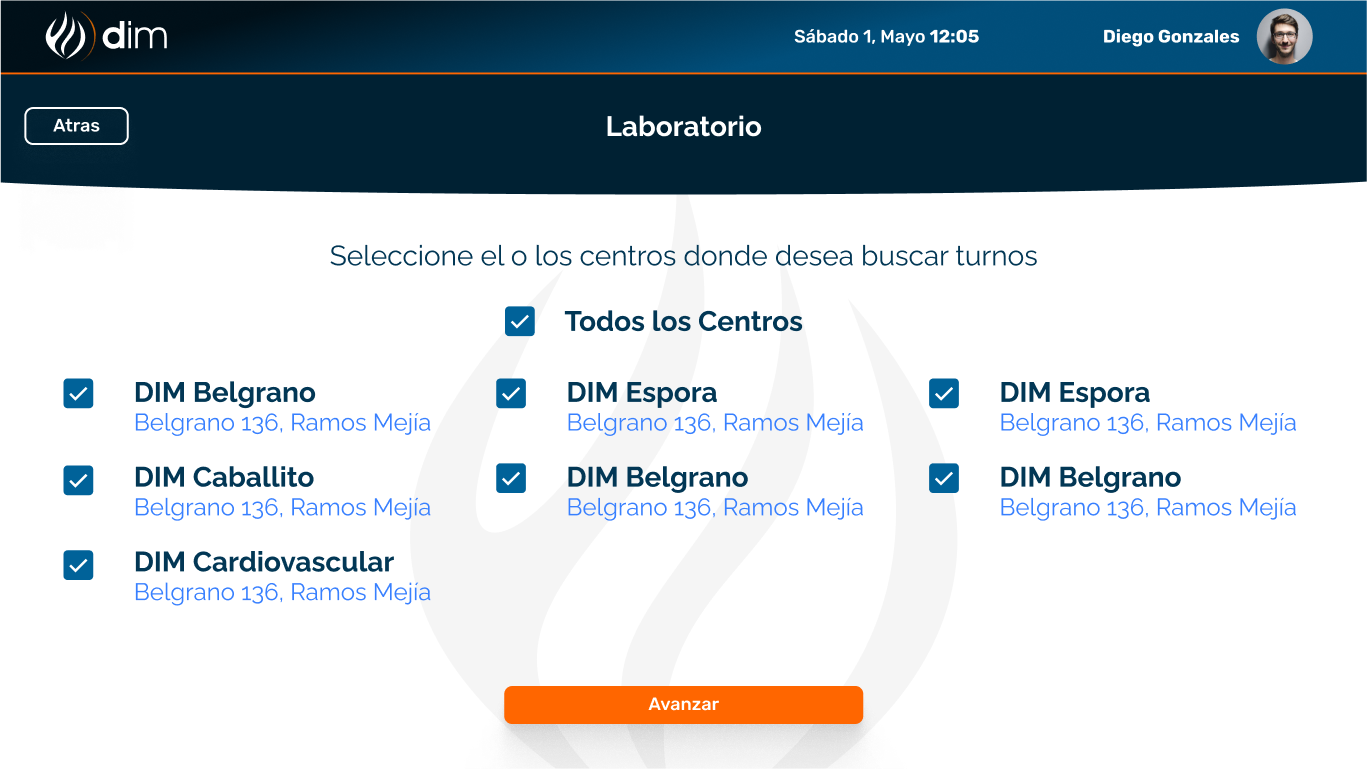 dim
Sábado 1, Mayo 12:05
Diego Gonzales
Atras
Laboratorio
Seleccione el o los centros donde desea buscar turnos
Todos los Centros
DIM Belgrano
Belgrano 136, Ramos Mejía
DIM Espora
Belgrano 136, Ramos Mejía
DIM Espora
Belgrano 136, Ramos Mejía
DIM Caballito
Belgrano 136, Ramos Mejía
DIM Belgrano
Belgrano 136, Ramos Mejía
DIM Belgrano
Belgrano 136, Ramos Mejía
DIM Cardiovascular
Belgrano 136, Ramos Mejía
Avanzar